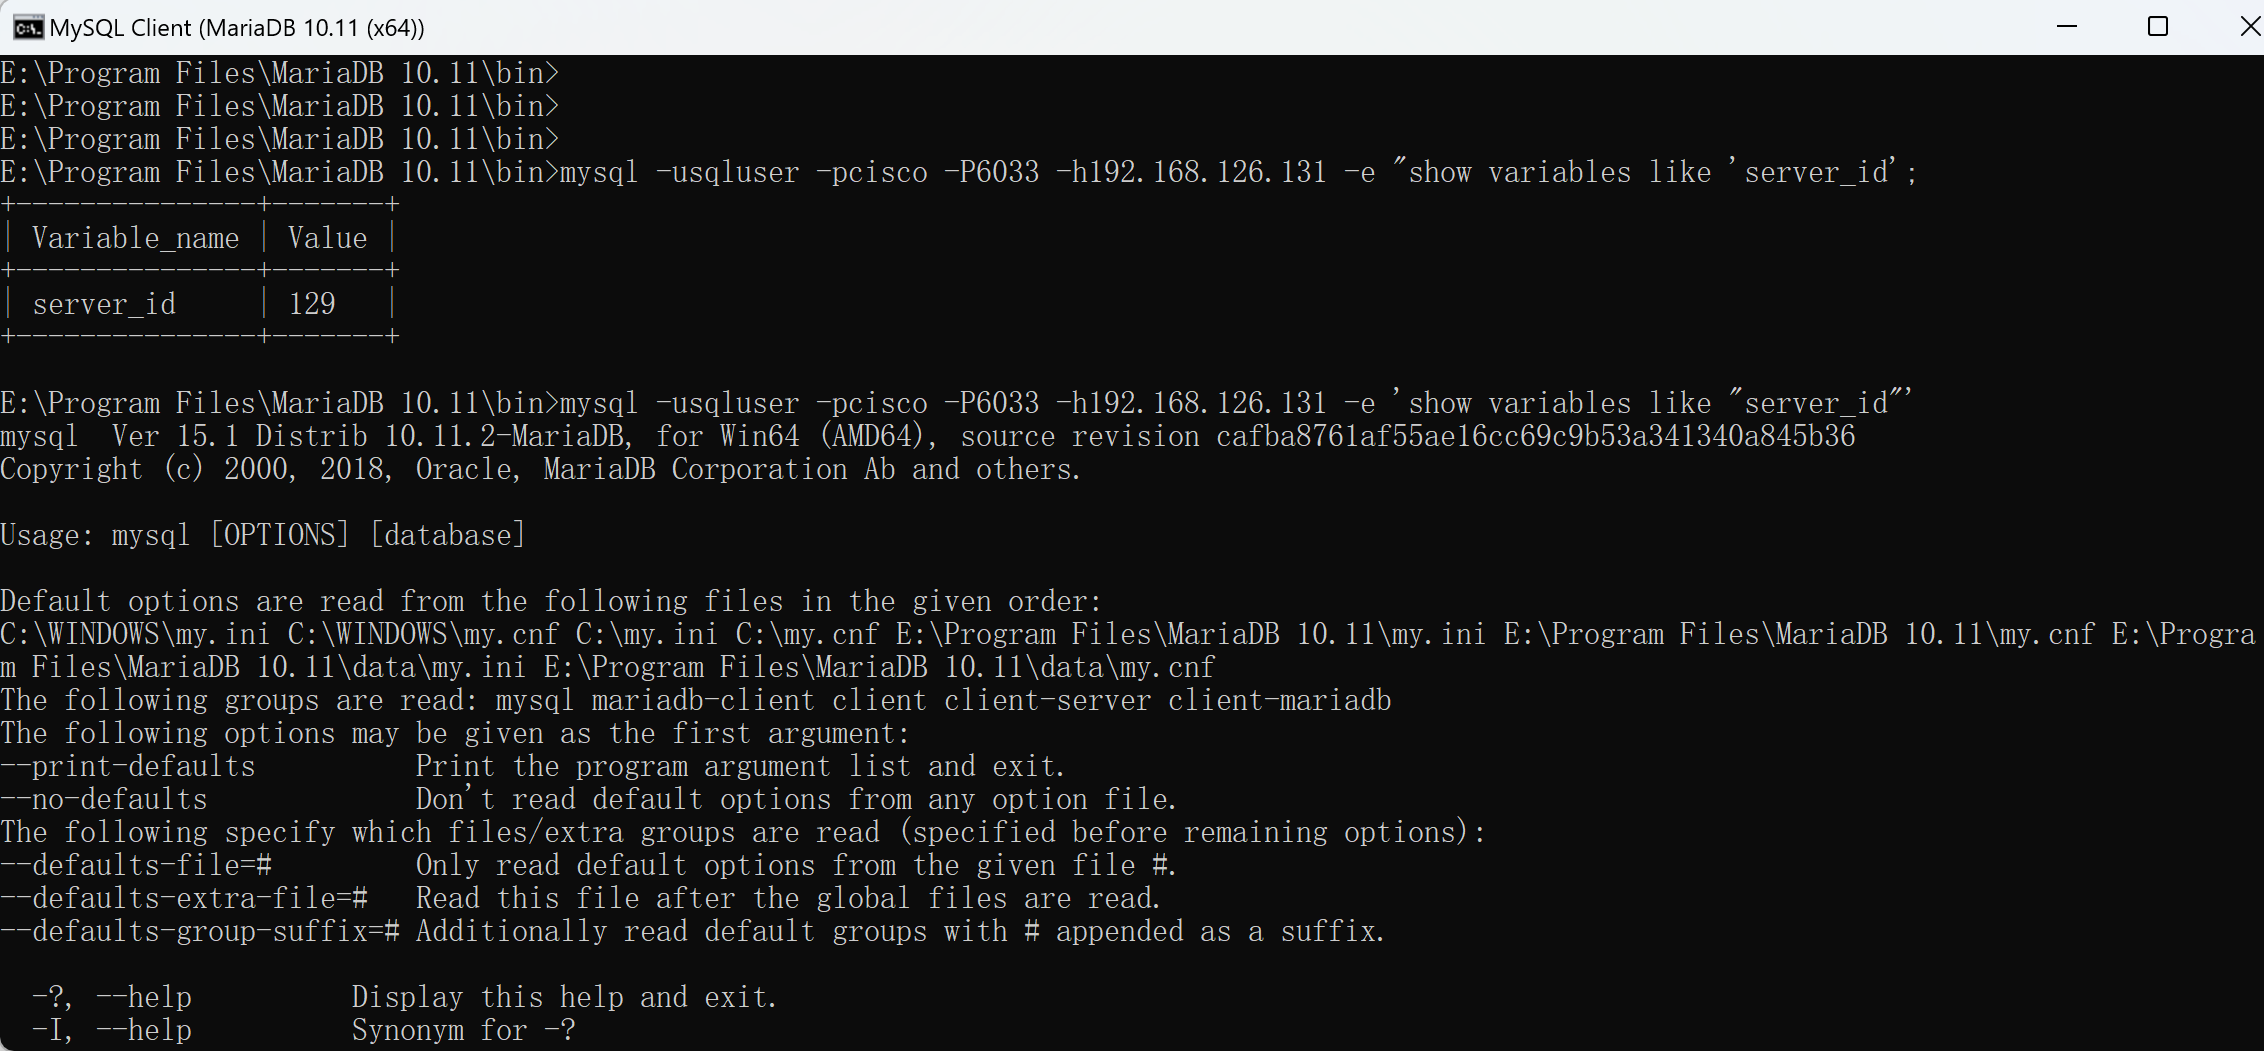 MySQL Client (MariaDB 10.11 (x64))
E:\Program Files\MariaDB 10.11\bin>
E:\Program Files\MariaDB 10.11\bin>
E:\Program Files\MariaDB 10.11\bin>
E:\Program Files\MariaDB 10.11\bin>mysql -usqluser -pcisco -P6033 -h192.168.126.131 -e "show variables like 'server_id';
+---------------+-------+
| Variable_name | Value |
+---------------+-------+
| server_id     | 129   |
+---------------+-------+
E:\Program Files\MariaDB 10.11\bin>mysql -usqluser -pcisco -P6033 -h192.168.126.131 -e 'show variables like "server_id"'
mysql  Ver 15.1 Distrib 10.11.2-MariaDB, for Win64 (AMD64), source revision cafba8761af55ae16cc69c9b53a341340a845b36
Copyright (c) 2000, 2018, Oracle, MariaDB Corporation Ab and others.
Usage: mysql [OPTIONS] [database]
Default options are read from the following files in the given order:
C:\WINDOWS\my.ini C:\WINDOWS\my.cnf C:\my.ini C:\my.cnf E:\Program Files\MariaDB 10.11\my.ini E:\Program Files\MariaDB 10.11\my.cnf E:\Progra
m Files\MariaDB 10.11\data\my.ini E:\Program Files\MariaDB 10.11\data\my.cnf
The following groups are read: mysql mariadb-client client client-server client-mariadb
The following options may be given as the first argument:
--print-defaults          Print the program argument list and exit.
--no-defaults             Don't read default options from any option file.
The following specify which files/extra groups are read (specified before remaining options):
--defaults-file=#         Only read default options from the given file #.
--defaults-extra-file=#   Read this file after the global files are read.
--defaults-group-suffix=# Additionally read default groups with # appended as a suffix.
  -?, --help          Display this help and exit.
  -I, --help          Synonym for -?